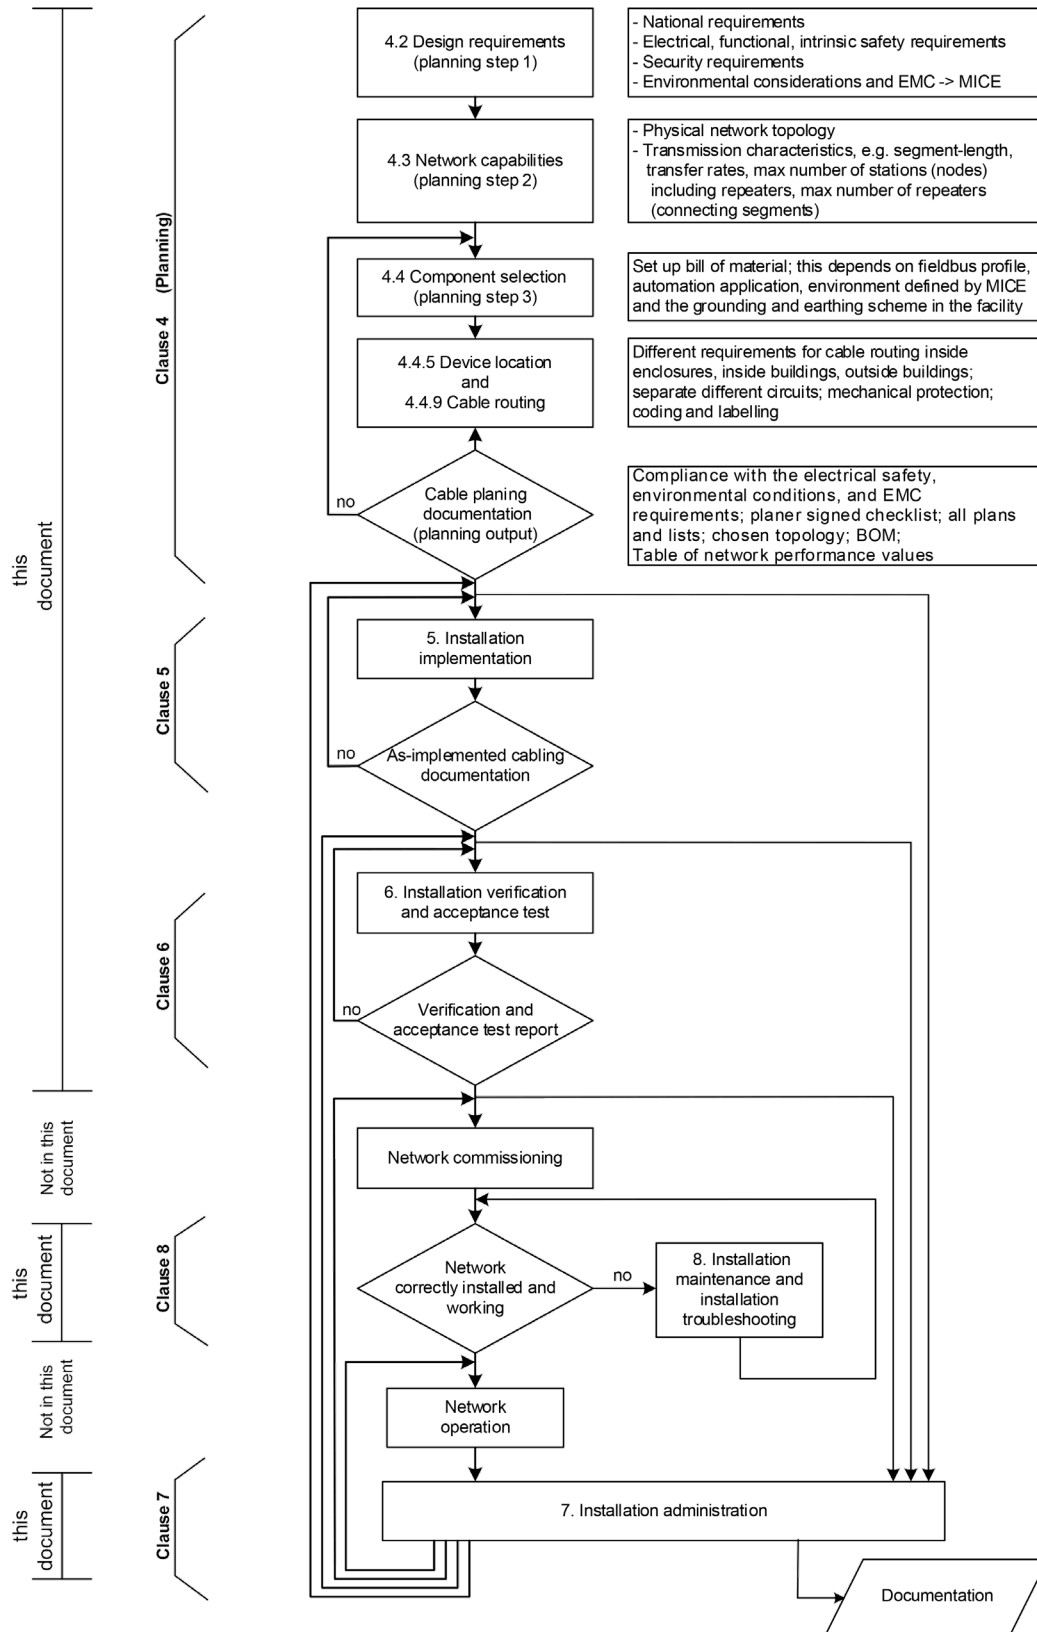 4.2 Design requirements
(planning step 1)
- National requirements
- Electrical, functional, intrinsic safety requirements
- Security requirements
- Environmental considerations and EMC -> MICE
4.3 Network capabilities
(planning step 2)
- Physical network topology
- Transmission characteristics, e.g. segment-length,
transfer rates, max number of stations (nodes)
including repeaters, max number of repeaters
(connecting segments)
Clause 4 (Planning)
4.4 Component selection
(planning step 3)
Set up bill of material; this depends on fieldbus profile,
automation application, environment defined by MICE
and the grounding and earthing scheme in the facility
4.4.5 Device location
and
4.4.9 Cable routing
Different requirements for cable routing inside
enclosures, inside buildings, outside buildings;
separate different circuits; mechanical protection;
coding and labelling
no
Cable planing
documentation
(planning output)
Compliance with the electrical safety,
environmental conditions, and EMC
requirements; planer signed checklist; all plans
and lists; chosen topology; BOM;
Table of network performance values
this
document
Clause 5
5. Installation
implementation
no
As-implemented cabling
documentation
Clause 6
6. Installation verification
and acceptance test
no
Verification and
acceptance test report
Not in this
document
Network commissioning
this
document
Clause 8
Network
correctly installed and
working
no
8. Installation
maintenance and
installation
troubleshooting
Not in this
document
Network
operation
this
document
Clause 7
7. Installation administration
Documentation